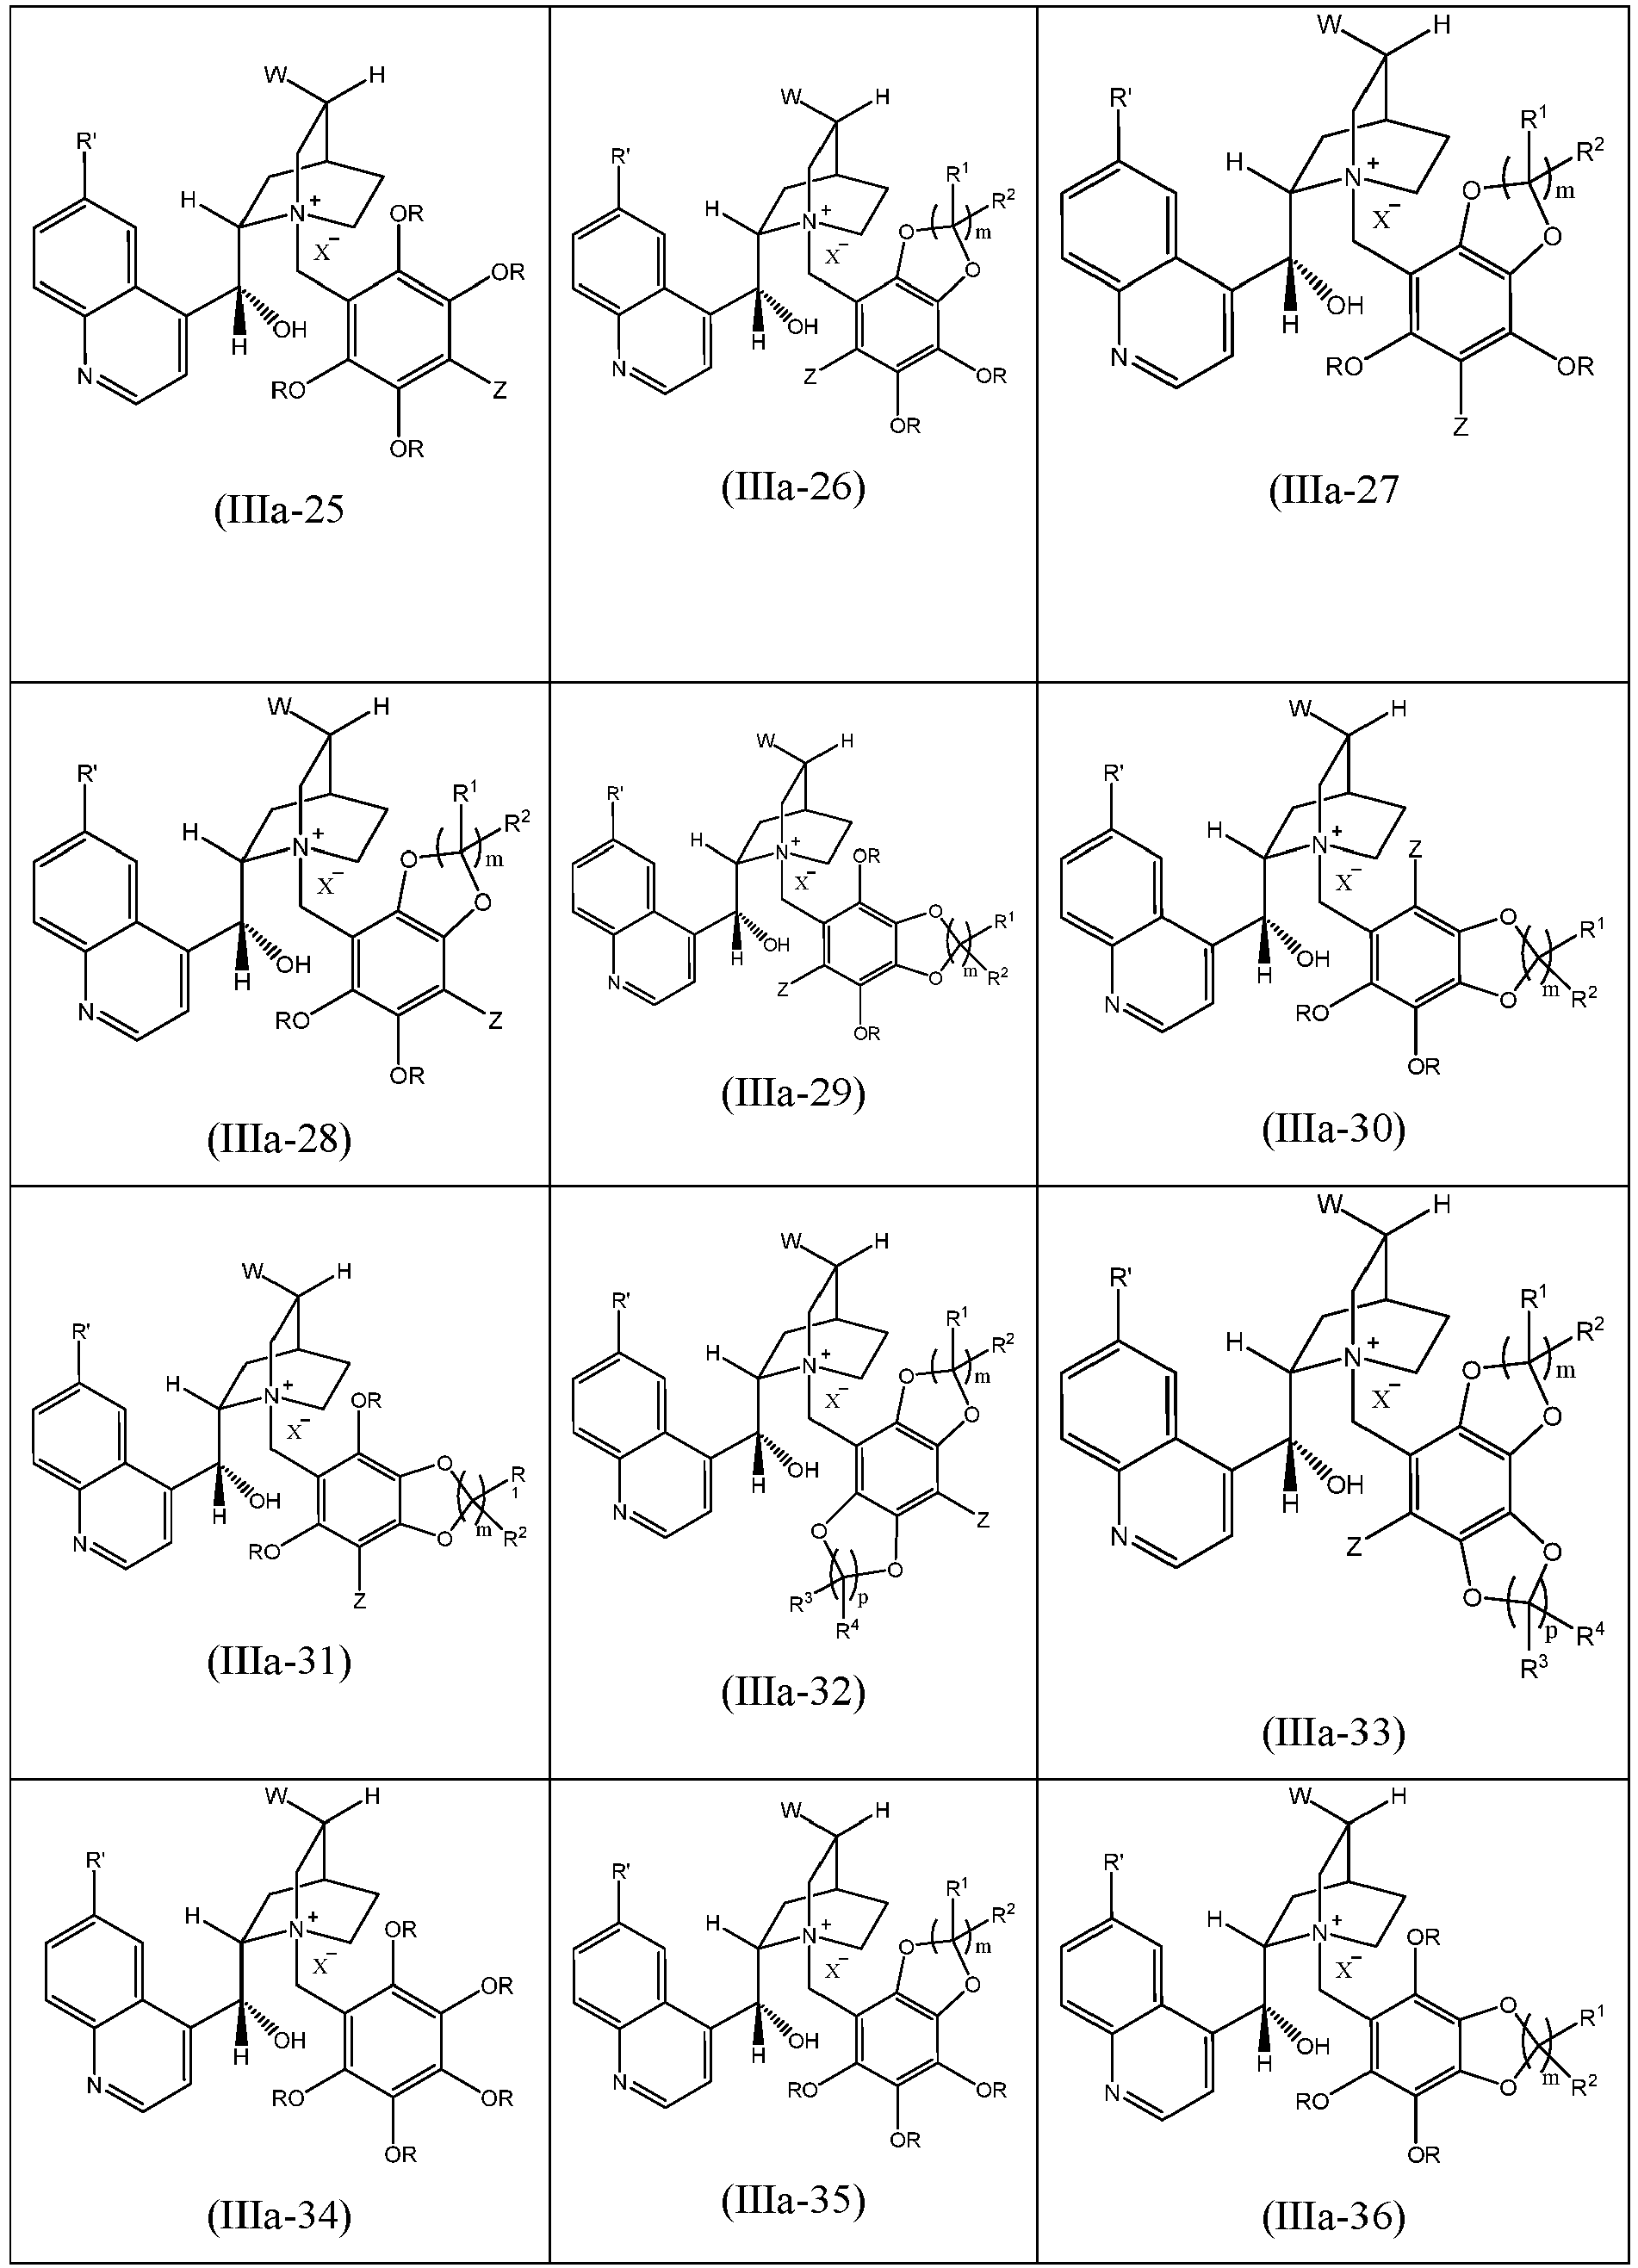 W H
R'
H N +
X−
OR
OR
OH
H
N
RO
Z
OR
(IIIa-25
W H
R'
R1
R2
H N +
O ( ) m
X−
O
OH
H
N
Z
OR
OR
(IIIa-26)
W H
R'
R1
R2
H N +
O ( ) m
X−
O
OH
H
N
RO
OR
Z
(IIIa-27
W H
R'
R1
R2
H N +
O ( ) m
X−
O
OH
H
N
RO
Z
OR
(IIIa-28)
W H
R'
H N +
OR
X−
O
R1
OH
H
( ) m
N
Z
O
R2
OR
(IIIa-29)
W H
R'
H N +
Z
X−
O
R1
OH
H
( ) m
N
RO
O
R2
OR
(IIIa-30)
W H
R'
H N +
OR
X−
O
R
1
OH
H
( ) m
N
RO
O
R2
Z
(IIIa-31)
W H
R'
R1
R2
H N +
O ( ) m
X−
O
OH
H
N
O
Z
O
R3 ( ) p
R4
(IIIa-32)
W H
R'
R1
R2
H N +
O ( ) m
X−
O
OH
H
N
Z
O
O ( ) p
R4
R3
(IIIa-33)
W H
R'
H N +
OR
X−
OR
OH
H
N
RO
OR
OR
(IIIa-34)
W H
R'
R1
R2
H N +
O ( ) m
X−
O
OH
H
N
RO
OR
OR
(IIIa-35)
W H
R'
H N +
OR
X−
O
R1
OH
H
( ) m
N
RO
O
R2
OR
(IIIa-36)